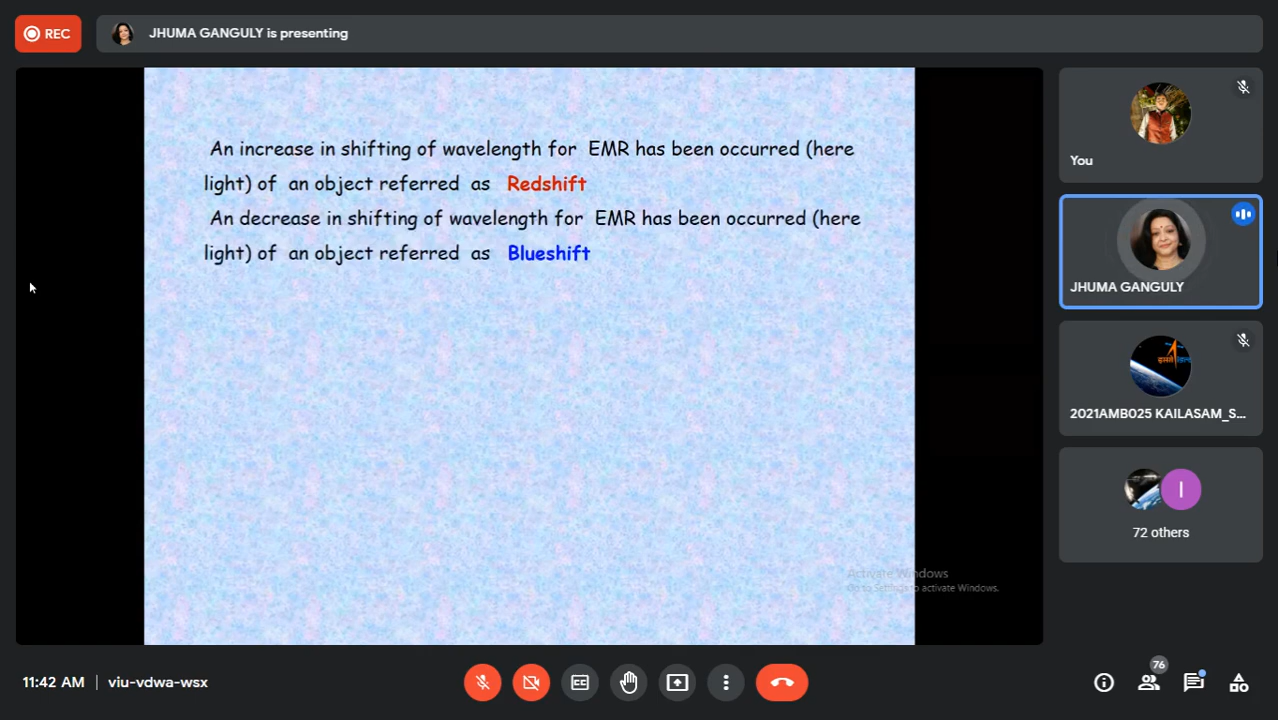 REC
JHUMA GANGULY is presenting
An increase in shifting of wavelength for EMR has been occurred (here
light) of an object referred as Redshift
An decrease in shifting of wavelength for EMR has been occurred (here
light) of an object referred as Blueshift
You
JHUMA GANGULY
इसरो isro
2021AMB025 KAILASAM_S...
I
72 others
Activate Windows
Go to Settings to activate Windows.
11:42 AM | viu-vdwa-wsx
CC
76